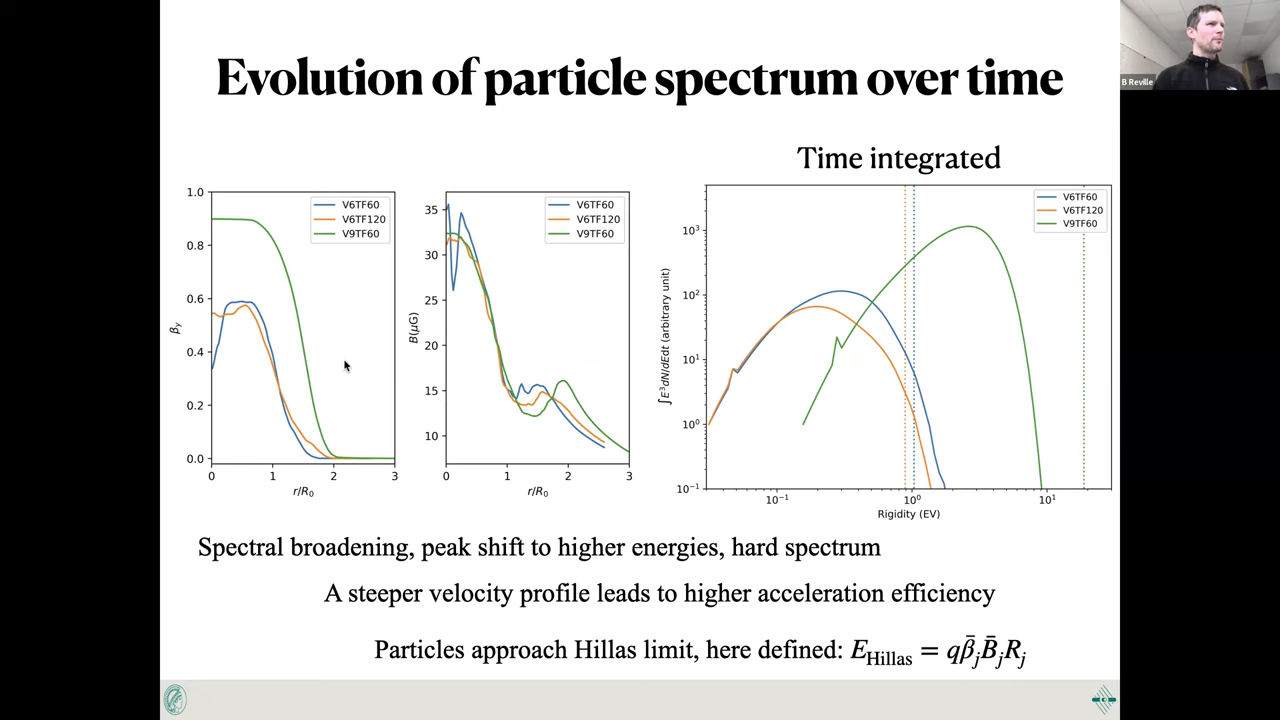 Evolution of particle spectrum over time
B Reville
Time integrated
1.0
0.8
0.6
0.4
0.2
0.0
β_y
0 1 2 3
r/R₀
V6TF60
V6TF120
V9TF60
35
30
25
20
15
10
B(μG)
0 1 2 3
r/R₀
V6TF60
V6TF120
V9TF60
10³
10²
10¹
10⁰
10⁻¹
∫E³dN/dEdt (arbitrary unit)
10⁻¹ 10⁰ 10¹
Rigidity (EV)
V6TF60
V6TF120
V9TF60
Spectral broadening, peak shift to higher energies, hard spectrum
A steeper velocity profile leads to higher acceleration efficiency
Particles approach Hillas limit, here defined: E_Hillas = qβ̄_jB̄_jR_j